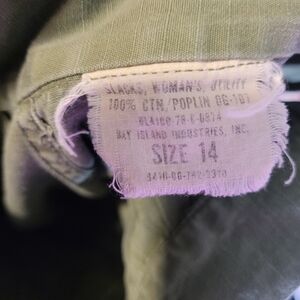 SLACKS, WOMAN'S, UTILITY
100% CTN/POPLIN OG-107
BAY ISLAND INDUSTRIES, INC.
SIZE 14